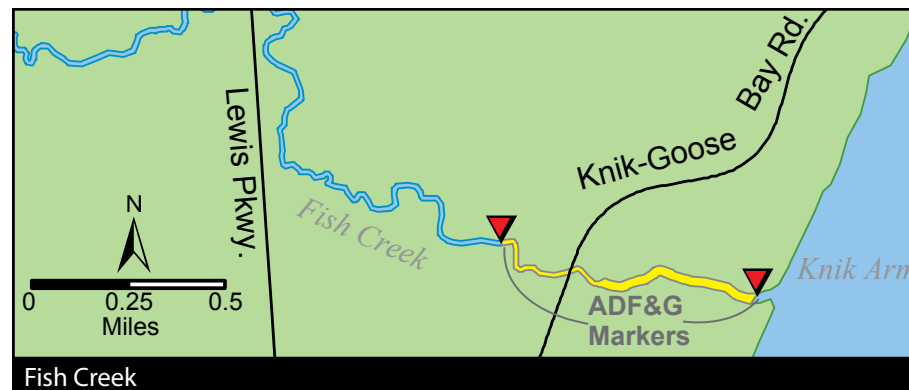 Bay Rd.
Knik-Goose
Lewis Pkwy.
Fish Creek
N
Knik Arm
0 0.25 0.5
Miles
ADF&G
Markers
Fish Creek